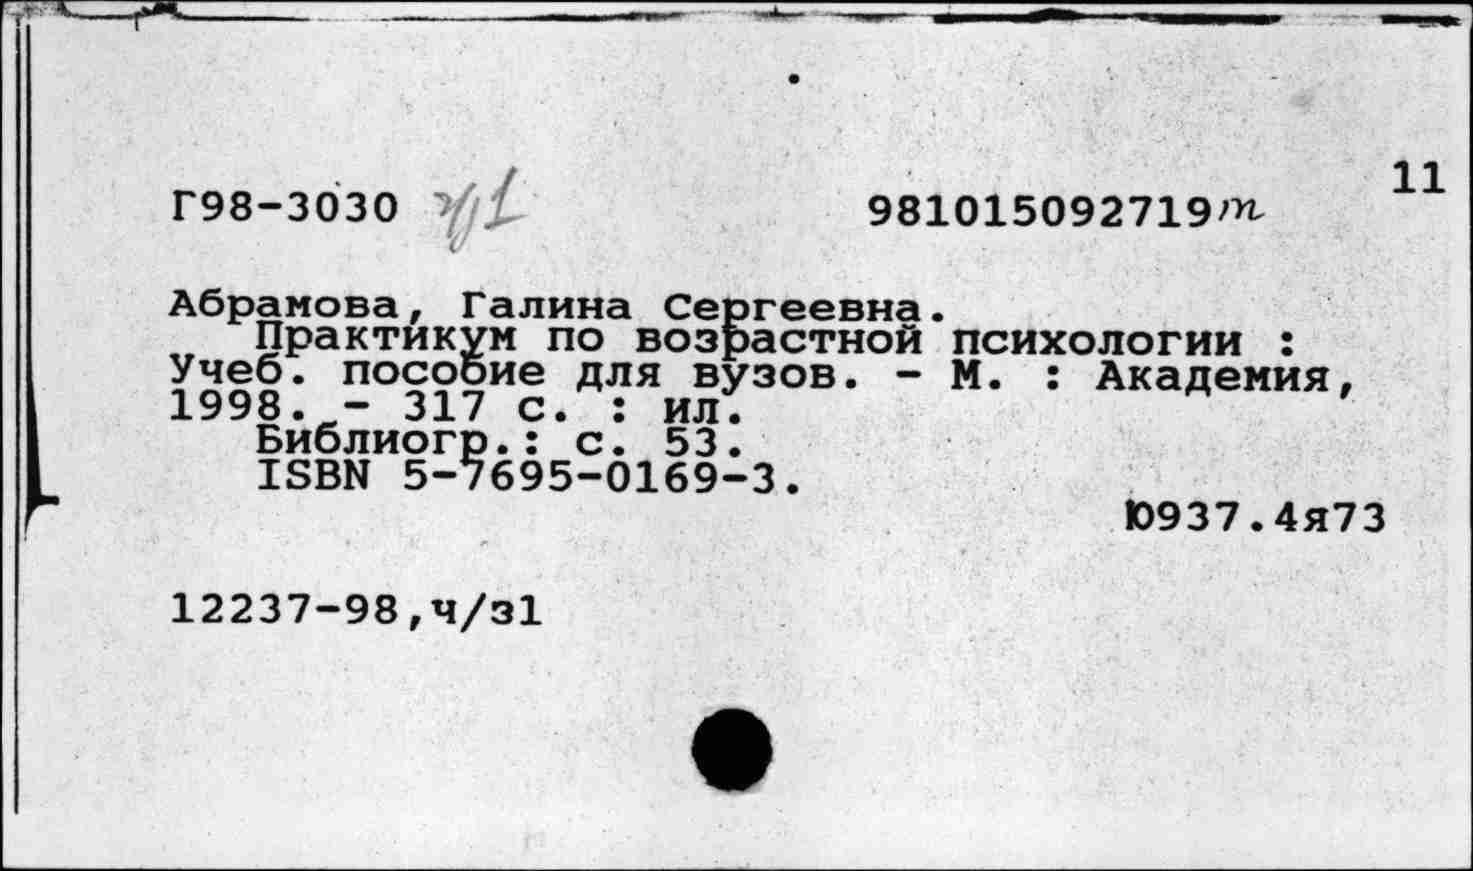 11
Г98-3030 ч/1 981015092719т
Абрамова, Галина Сергеевна.
Практикум по возрастной психологии :
Учеб. пособие для вузов. - М. : Академия,
1998. - 317 с. : ил.
Библиогр.: с. 53.
ISBN 5-7695-0169-3.
Ю937.4я73
12237-98,ч/з1